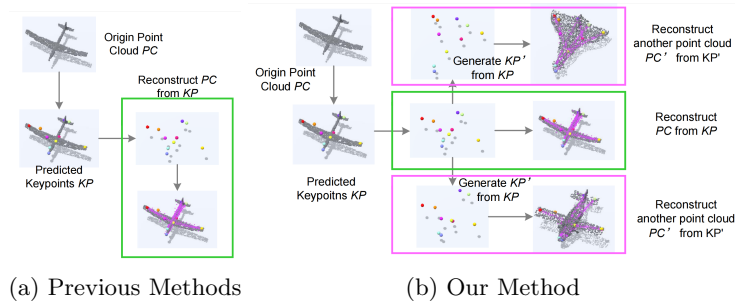 Origin Point
Cloud PC
Reconstruct PC
from KP
Predicted
Keypoints KP
(a) Previous Methods
Origin Point
Cloud PC
Predicted
Keypoitns KP
Generate KP'
from KP
Reconstruct
another point cloud
PC' from KP'
Reconstruct
PC from KP
Generate KP'
from KP
Reconstruct
another point cloud
PC' from KP'
(b) Our Method